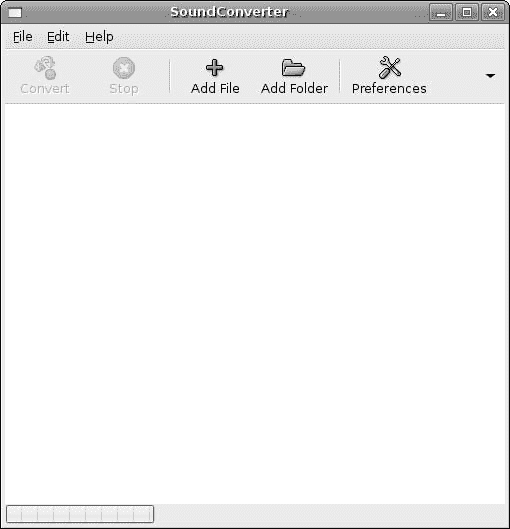 SoundConverter
File Edit Help
Convert Stop Add File Add Folder Preferences